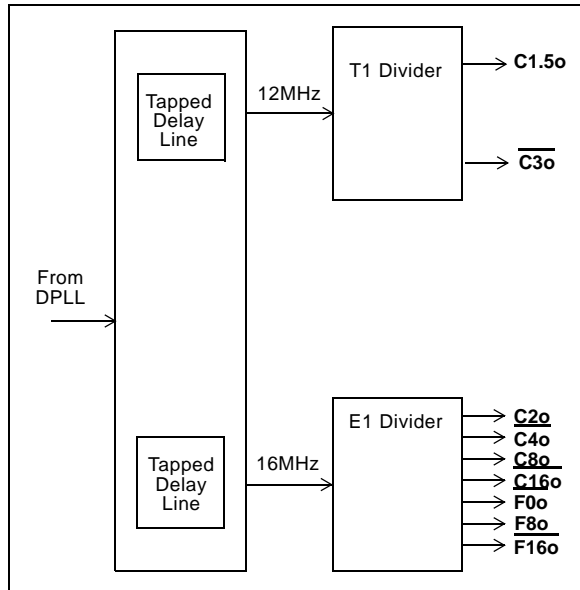 Tapped
Delay
Line
12MHz
T1 Divider
C1.5o
C3o
From
DPLL
Tapped
Delay
Line
16MHz
E1 Divider
C2o
C4o
C8o
C16o
F0o
F8o
F16o